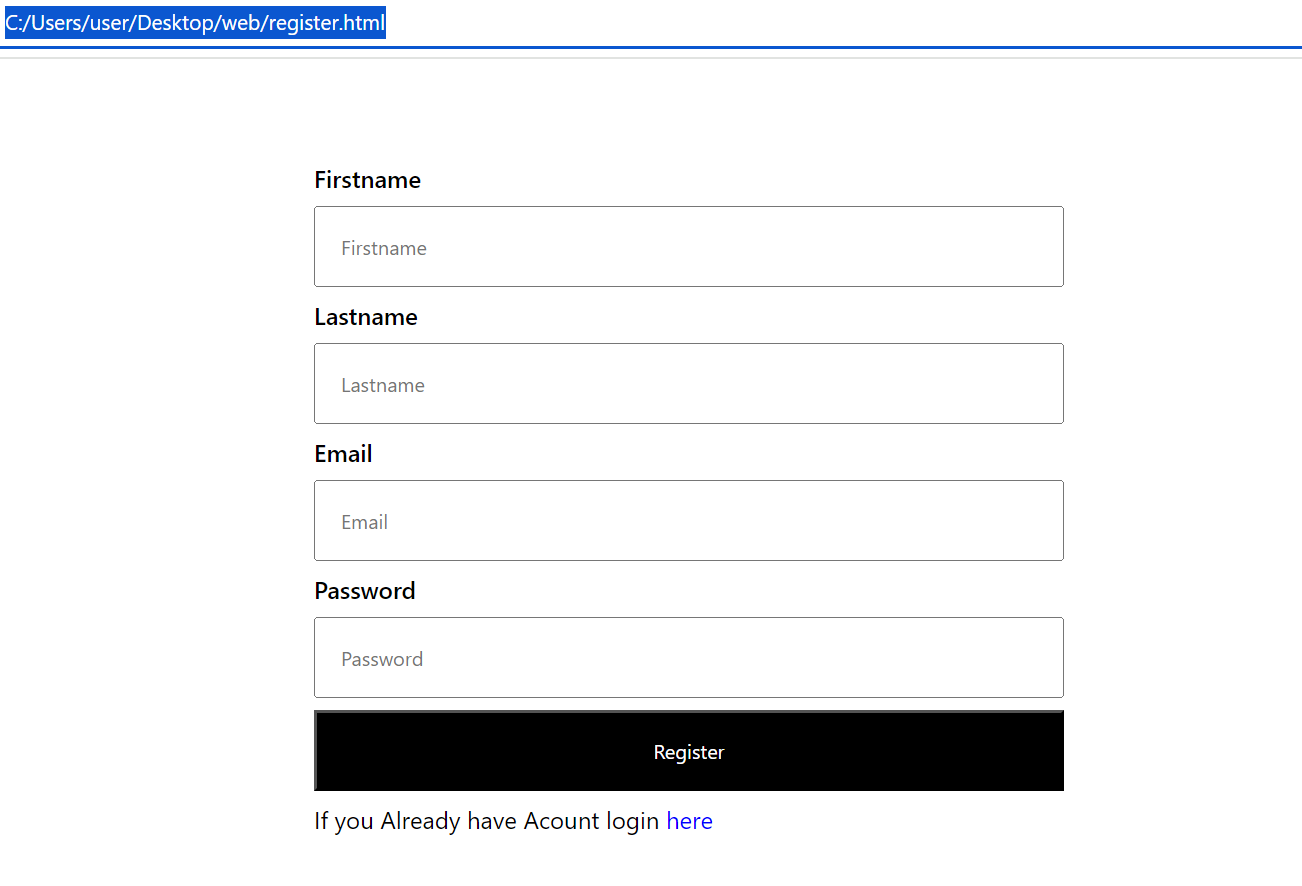 C:/Users/user/Desktop/web/register.html
Firstname
Firstname
Lastname
Lastname
Email
Email
Password
Password
Register
If you Already have Acount login here